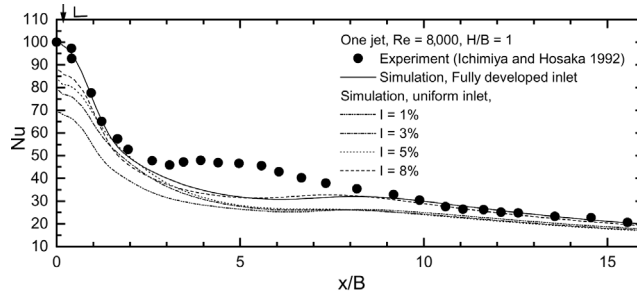 110
100
90
80
70
60
50
40
30
20
10
Nu
One jet, Re = 8,000, H/B = 1
Experiment (Ichimiya and Hosaka 1992)
Simulation, Fully developed inlet
Simulation, uniform inlet,
I = 1%
I = 3%
I = 5%
I = 8%
0 5 10 15
x/B